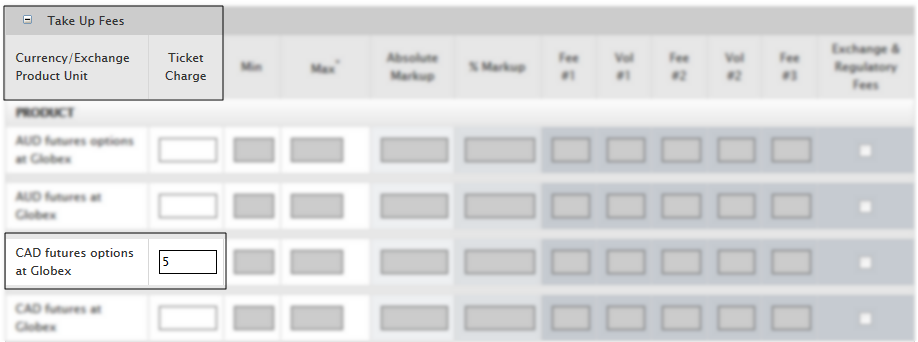 Take Up Fees
Currency/Exchange
Product Unit
Ticket
Charge
Min
Max*
Absolute
Markup
% Markup
Fee
#1
Vol
#1
Fee
#2
Vol
#2
Fee
#3
Exchange &
Regulatory
Fees
PRODUCT
AUD futures options
at Globex
AUD futures at
Globex
CAD futures options
at Globex
5
CAD futures at
Globex